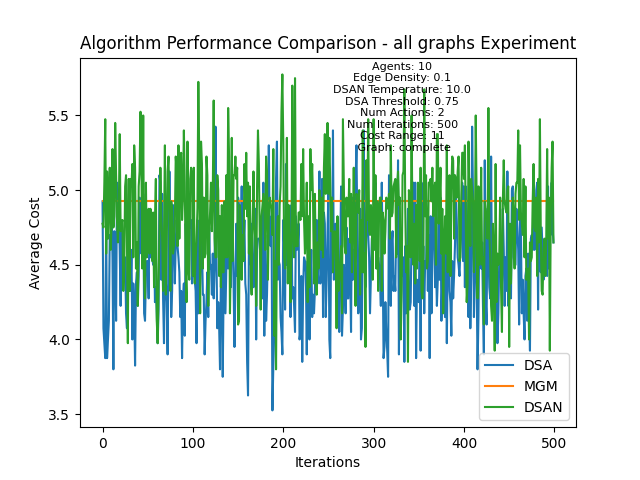 Algorithm Performance Comparison - all graphs Experiment
Agents: 10
Edge Density: 0.1
DSAN Temperature: 10.0
DSA Threshold: 0.75
Num Actions: 2
Num Iterations: 500
Cost Range: 11
Graph: complete
Average Cost
5.5
5.0
4.5
4.0
3.5
DSA
MGM
DSAN
0
100
200
300
400
500
Iterations